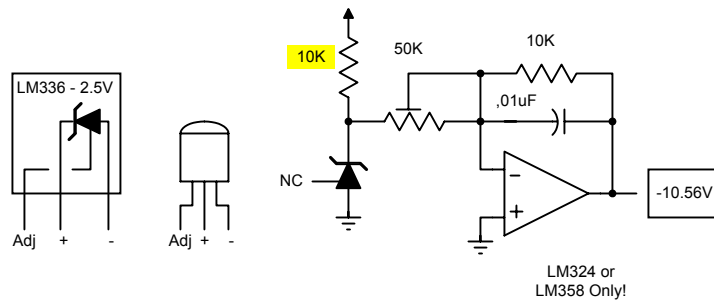 LM336 - 2.5V
Adj + -
Adj + -
10K
50K
10K
,01uF
NC
-
+
-10.56V
LM324 or
LM358 Only!